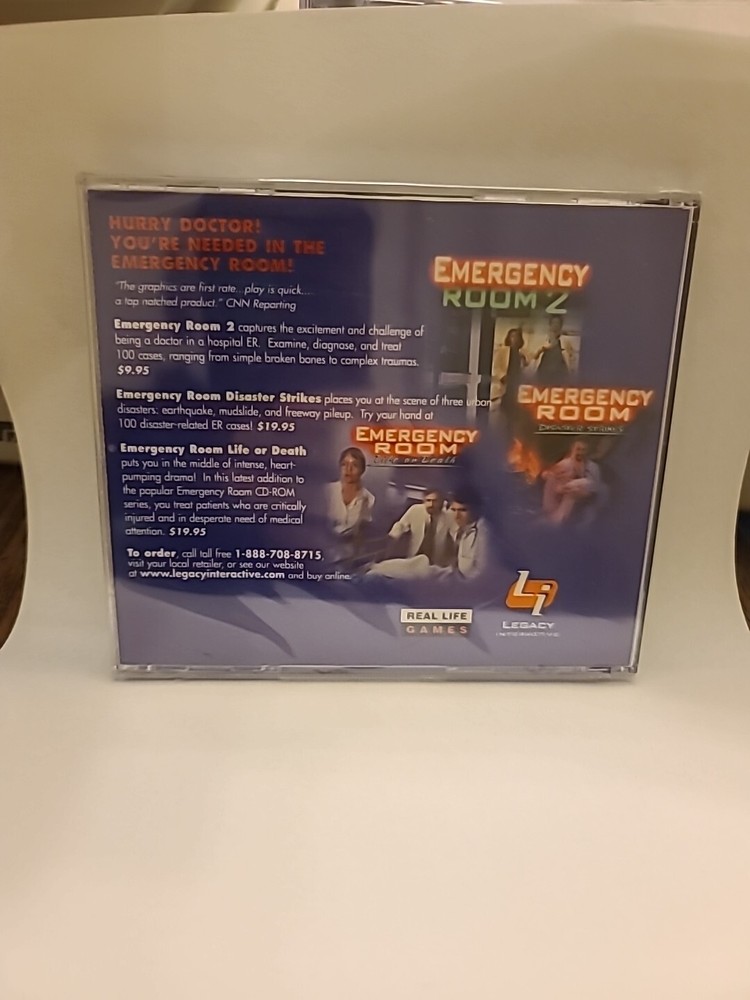 HURRY DOCTOR!
YOU'RE NEEDED IN THE
EMERGENCY ROOM!
"The graphics are first rate...play is quick....
a top notched product." CNN Reporting
Emergency Room 2 captures the excitement and challenge of
being a doctor in a hospital ER. Examine, diagnose, and treat
100 cases, ranging from simple broken bones to complex traumas.
$9.95
Emergency Room Disaster Strikes places you at the scene of three urban
disasters: earthquake, mudslide, and freeway pileup. Try your hand at
100 disaster-related ER cases! $19.95
Emergency Room Life or Death
puts you in the middle of intense, heart-
pumping drama! In this latest addition to
the popular Emergency Room CD-ROM
series, you treat patients who are critically
injured and in desperate need of medical
attention. $19.95
To order, call toll free 1-888-708-8715,
visit your local retailer, or see our website
at www.legacyinteractive.com and buy online.
EMERGENCY
ROOM 2
EMERGENCY
ROOM
DISASTER STRIKES
EMERGENCY
ROOM
Life or Death
REAL LIFE
GAMES
Li
LEGACY
INTERACTIVE